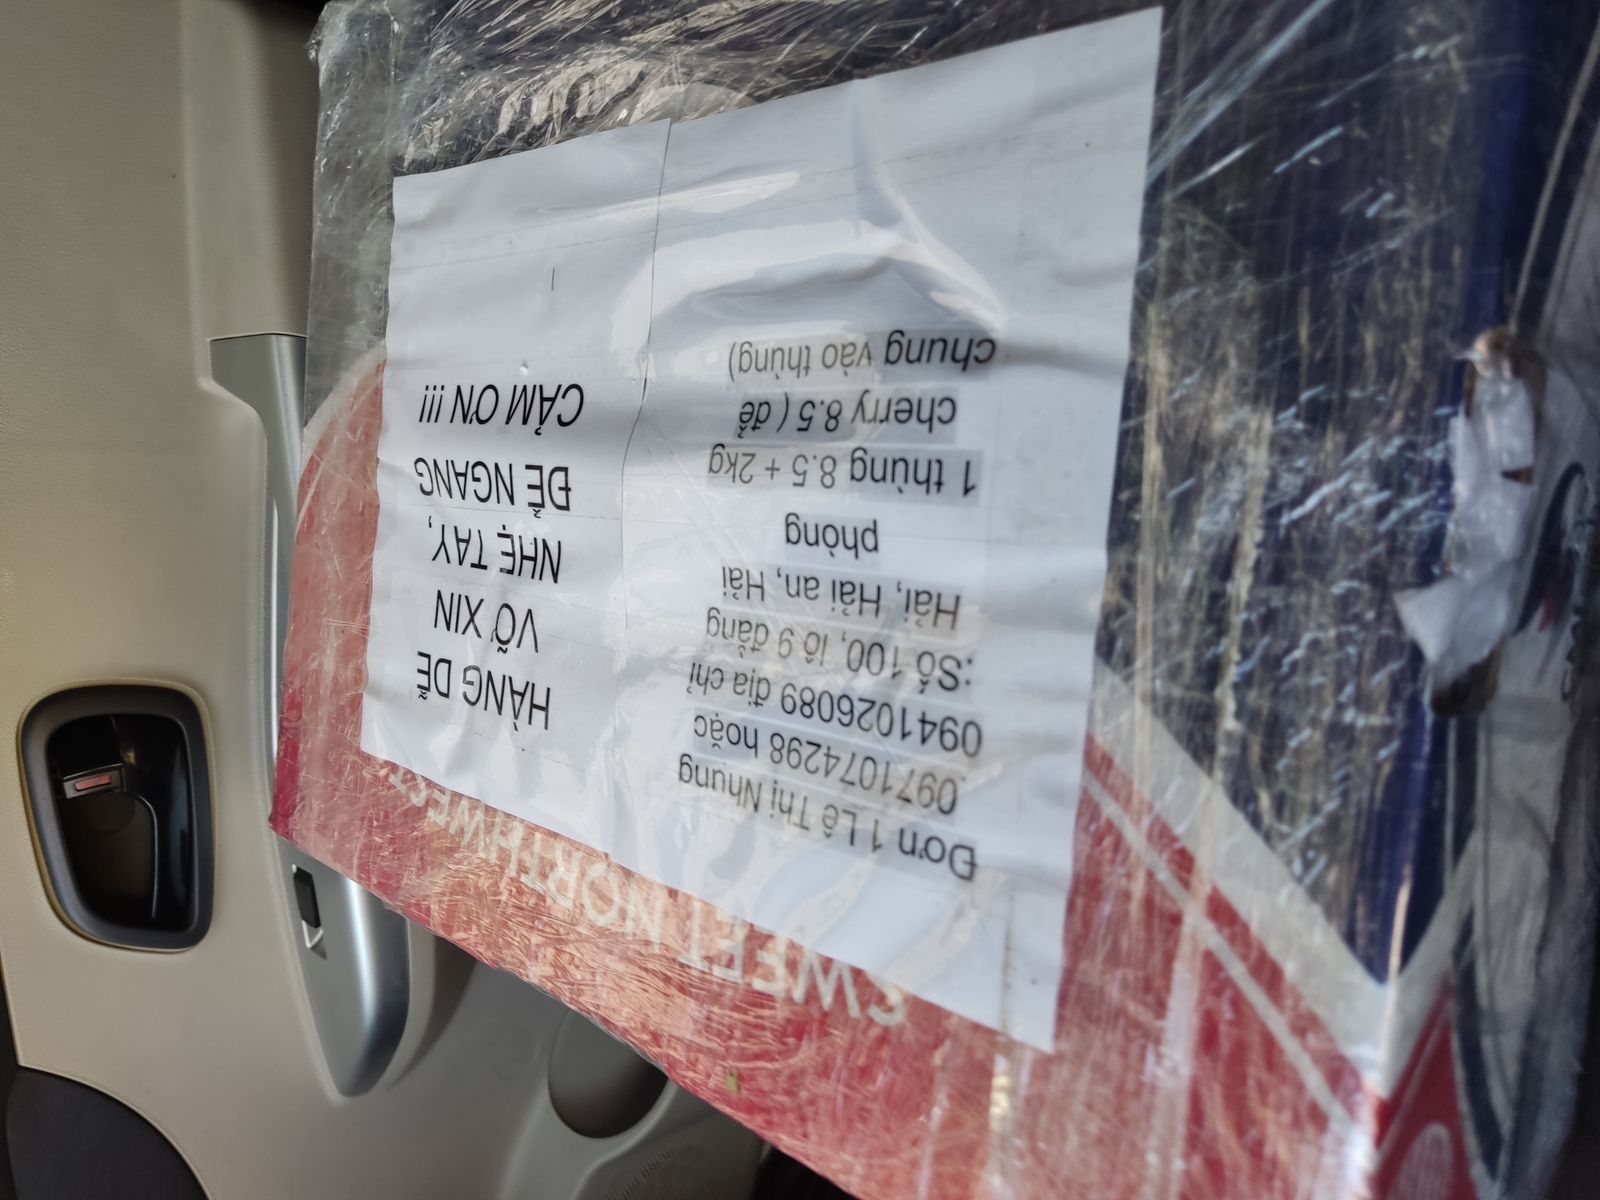 Đơn 1 Lê Thị Nhung
.0971074298 hoặc
0941026089 địa chỉ
:Số 100, lô 9 đằng
Hải, Hải an, Hải
phòng
1 thùng 8.5 + 2kg
cherry 8.5 ( để
chung vào thùng)
HÀNG DỄ
VỠ XIN
NHẸ TAY,
ĐỂ NGANG
CẢM ƠN !!!
SWEET NORTHWEST